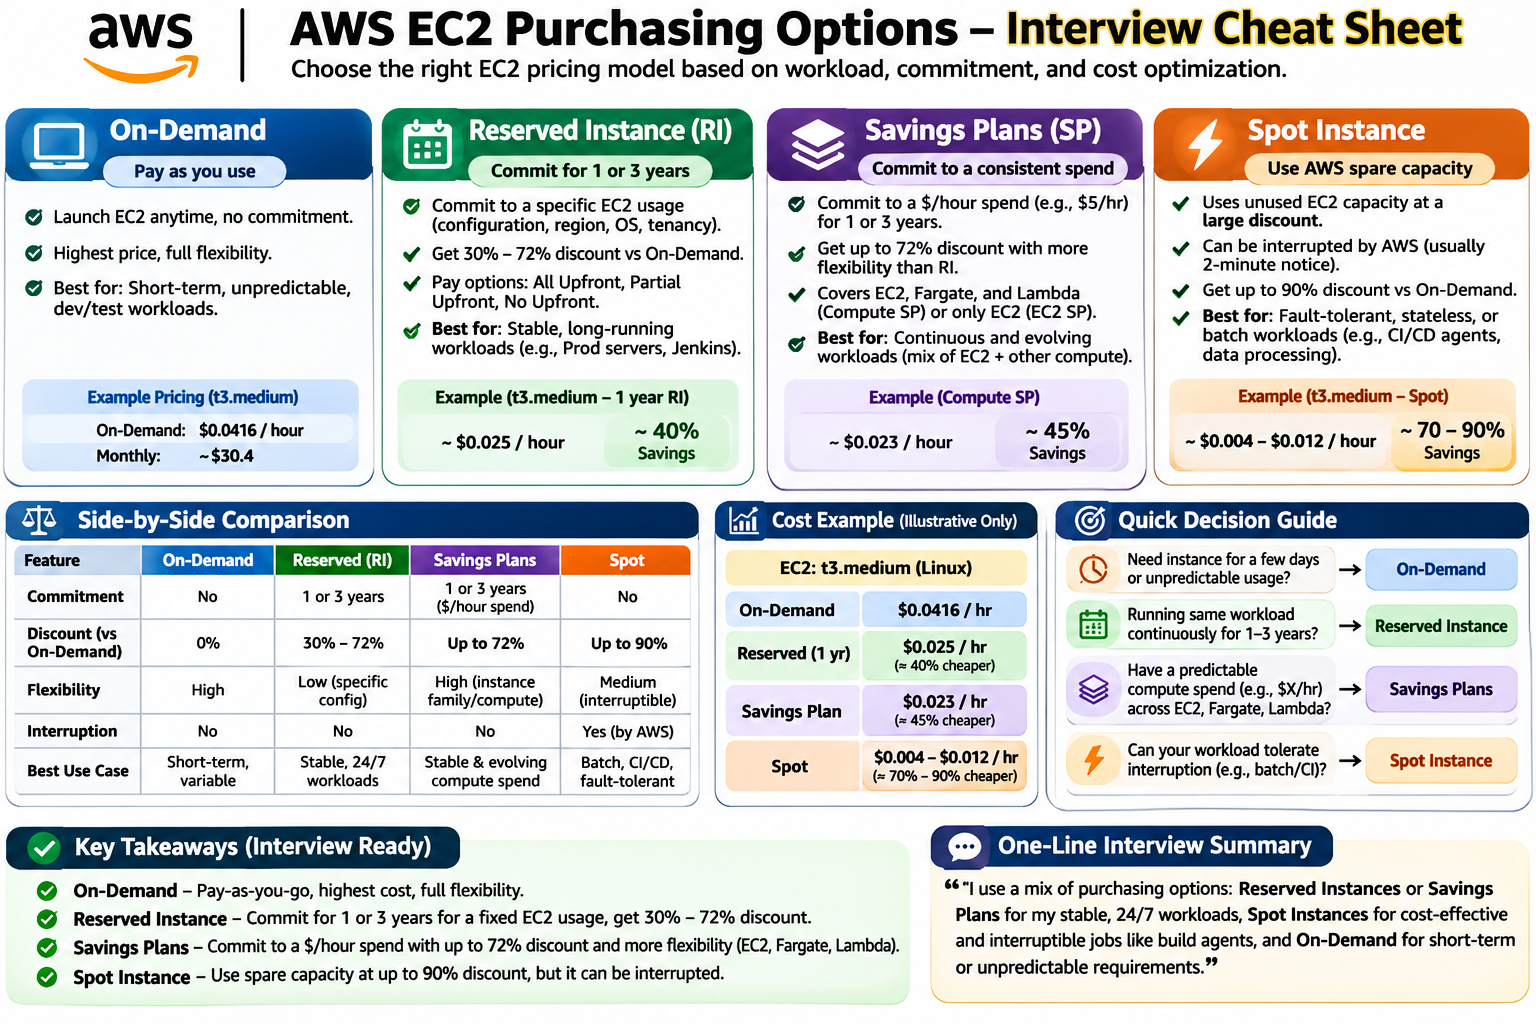 aws
AWS EC2 Purchasing Options – Interview Cheat Sheet
Choose the right EC2 pricing model based on workload, commitment, and cost optimization.
On-Demand
Pay as you use
Launch EC2 anytime, no commitment.
Highest price, full flexibility.
Best for: Short-term, unpredictable,
dev/test workloads.
Example Pricing (t3.medium)
On-Demand: $0.0416 / hour
Monthly: ~$30.4
Reserved Instance (RI)
Commit for 1 or 3 years
Commit to a specific EC2 usage
(configuration, region, OS, tenancy).
Get 30% – 72% discount vs On-Demand.
Pay options: All Upfront, Partial
Upfront, No Upfront.
Best for: Stable, long-running
workloads (e.g., Prod servers, Jenkins).
Example (t3.medium – 1 year RI)
~ $0.025 / hour
~ 40%
Savings
Savings Plans (SP)
Commit to a consistent spend
Commit to a $/hour spend (e.g., $5/hr)
for 1 or 3 years.
Get up to 72% discount with more
flexibility than RI.
Covers EC2, Fargate, and Lambda
(Compute SP) or only EC2 (EC2 SP).
Best for: Continuous and evolving
workloads (mix of EC2 + other compute).
Example (Compute SP)
~ $0.023 / hour
~ 45%
Savings
Spot Instance
Use AWS spare capacity
Uses unused EC2 capacity at a
large discount.
Can be interrupted by AWS (usually
2-minute notice).
Get up to 90% discount vs On-Demand.
Best for: Fault-tolerant, stateless, or
batch workloads (e.g., CI/CD agents,
data processing).
Example (t3.medium – Spot)
~ $0.004 – $0.012 / hour
~ 70 – 90%
Savings
Side-by-Side Comparison
Feature On-Demand Reserved (RI) Savings Plans Spot
Commitment No 1 or 3 years 1 or 3 years
($/hour spend) No
Discount (vs
On-Demand) 0% 30% – 72% Up to 72% Up to 90%
Flexibility High Low (specific
config) High (instance
family/compute) Medium
(interruptible)
Interruption No No No Yes (by AWS)
Best Use Case Short-term,
variable Stable, 24/7
workloads Stable & evolving
compute spend Batch, CI/CD,
fault-tolerant
Cost Example (Illustrative Only)
EC2: t3.medium (Linux)
On-Demand $0.0416 / hr
Reserved (1 yr) $0.025 / hr
(≈ 40% cheaper)
Savings Plan $0.023 / hr
(≈ 45% cheaper)
Spot $0.004 – $0.012 / hr
(≈ 70% – 90% cheaper)
Quick Decision Guide
Need instance for a few days
or unpredictable usage? → On-Demand
Running same workload
continuously for 1–3 years? → Reserved Instance
Have a predictable
compute spend (e.g., $X/hr)
across EC2, Fargate, Lambda? → Savings Plans
Can your workload tolerate
interruption (e.g., batch/CI)? → Spot Instance
Key Takeaways (Interview Ready)
On-Demand – Pay-as-you-go, highest cost, full flexibility.
Reserved Instance – Commit for 1 or 3 years for a fixed EC2 usage, get 30% – 72% discount.
Savings Plans – Commit to a $/hour spend with up to 72% discount and more flexibility (EC2, Fargate, Lambda).
Spot Instance – Use spare capacity at up to 90% discount, but it can be interrupted.
One-Line Interview Summary
“"I use a mix of purchasing options: Reserved Instances or Savings
Plans for my stable, 24/7 workloads, Spot Instances for cost-effective
and interruptible jobs like build agents, and On-Demand for short-term
or unpredictable requirements.”